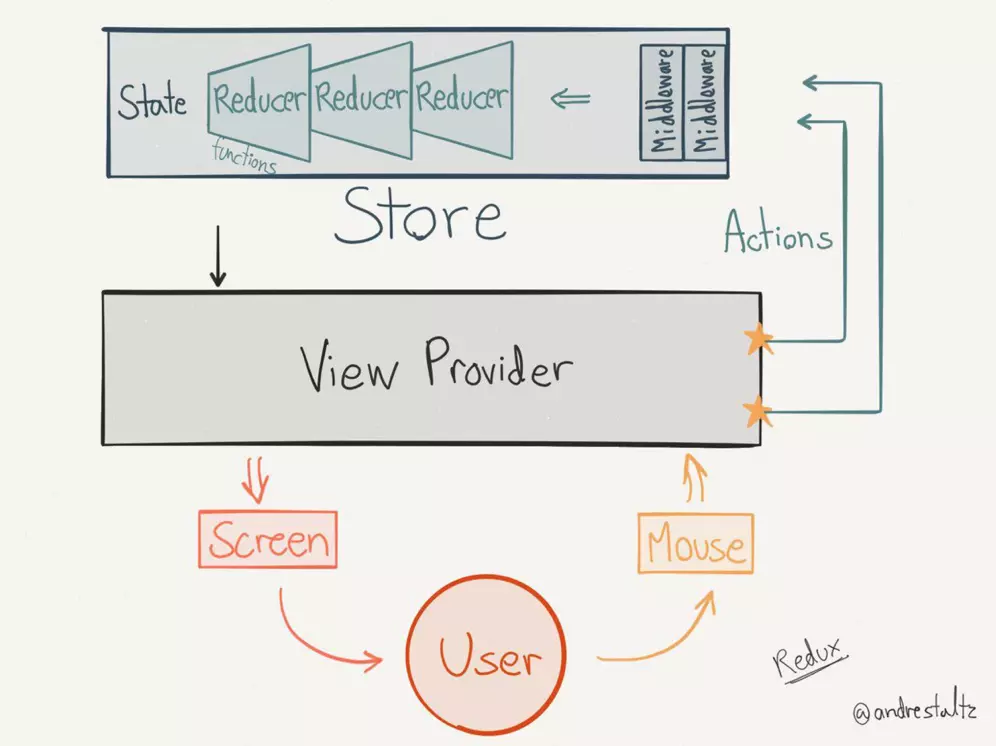 State
Reducer
Reducer
Reducer
functions
Middleware
Middleware
Store
Actions
View Provider
Screen
Mouse
User
Redux
@andrestaltz